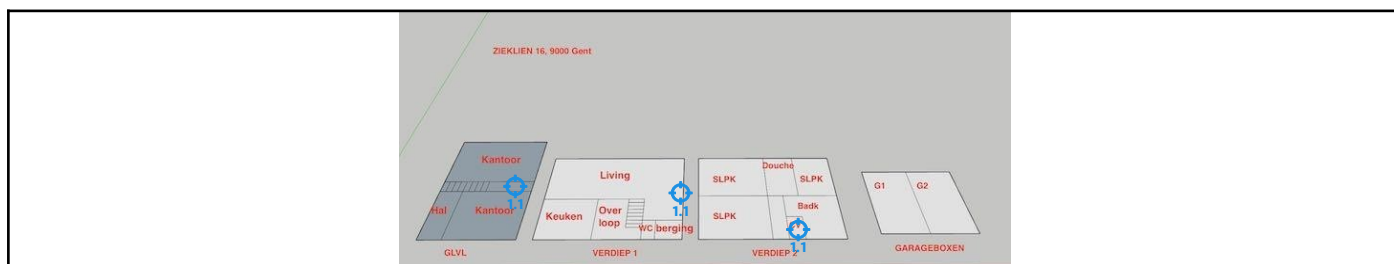 ZIEKLIEN 16, 9000 Gent
Kantoor
1.1
Hal
Kantoor
GLVL
Living
1.1
Keuken
Over
loop
WC
berging
VERDIEP 1
Douche
SLPK
SLPK
SLPK
Badk
1.1
VERDIEP 2
G1
G2
GARAGEBOXEN